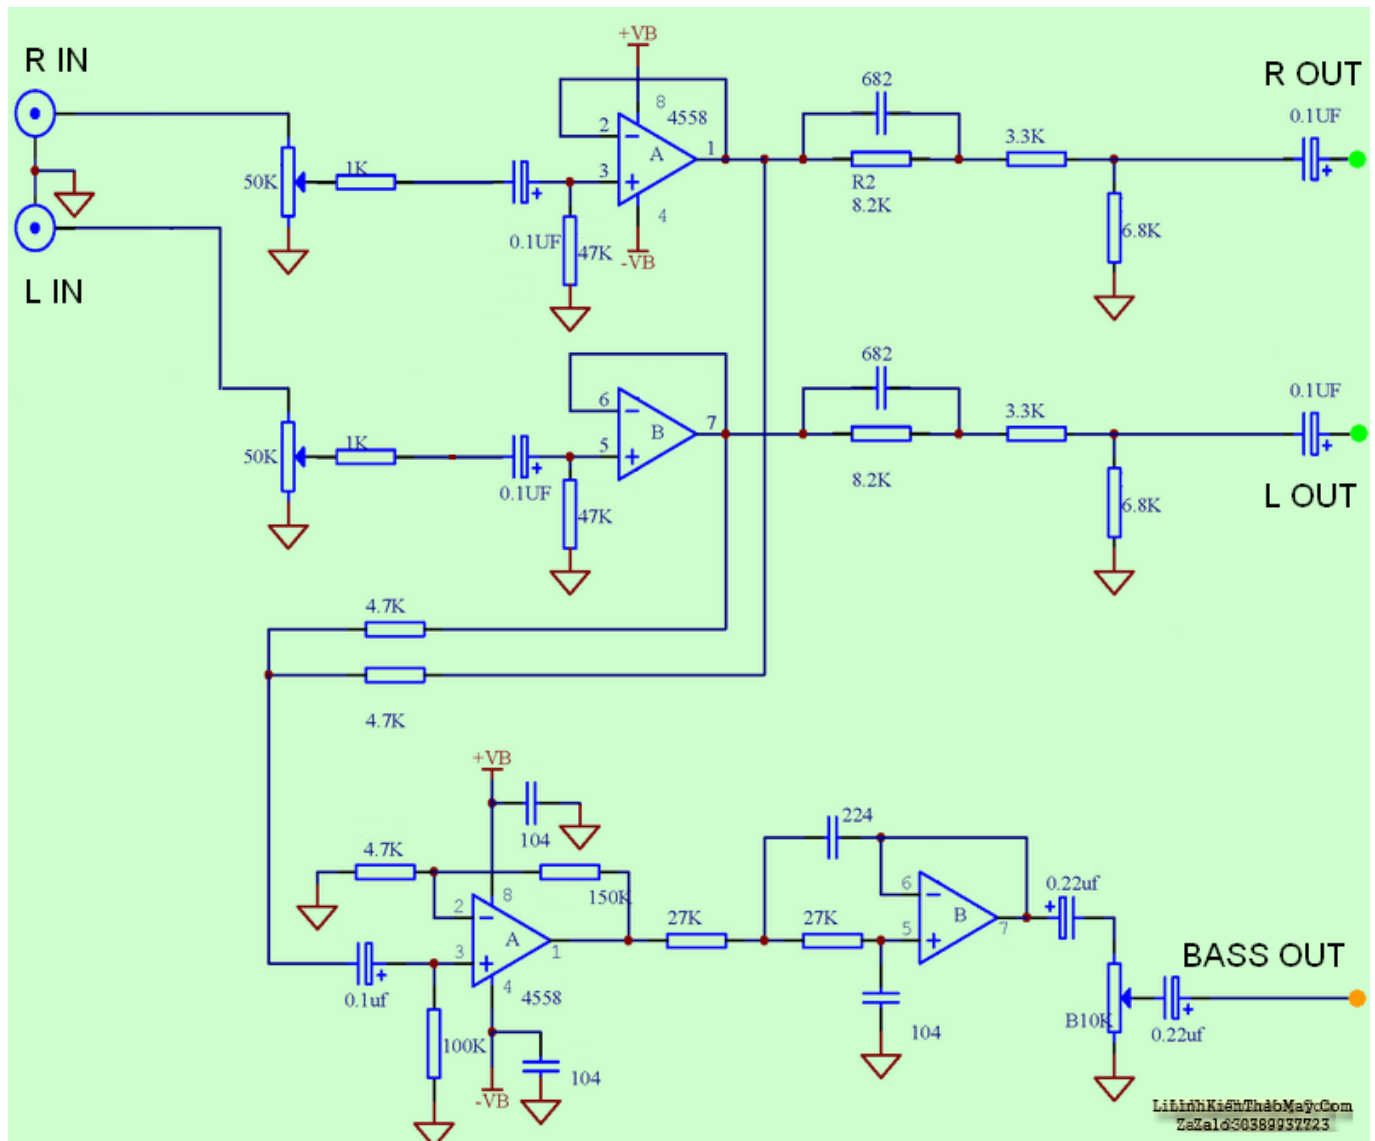 +VB
R IN
R OUT
682
8
4558
0.1UF
2
A
1
3.3K
1K
50K
3
R2
8.2K
4
6.8K
0.1UF
47K
-VB
L IN
682
0.1UF
6
3.3K
7
B
1K
50K
5
8.2K
0.1UF
L OUT
47K
6.8K
4.7K
4.7K
+VB
224
104
4.7K
150K
8
6
0.22uf
2
27K
27K
B
A
5
7
1
3
BASS OUT
4
4558
0.1uf
B10K
0.22uf
104
100K
104
-VB